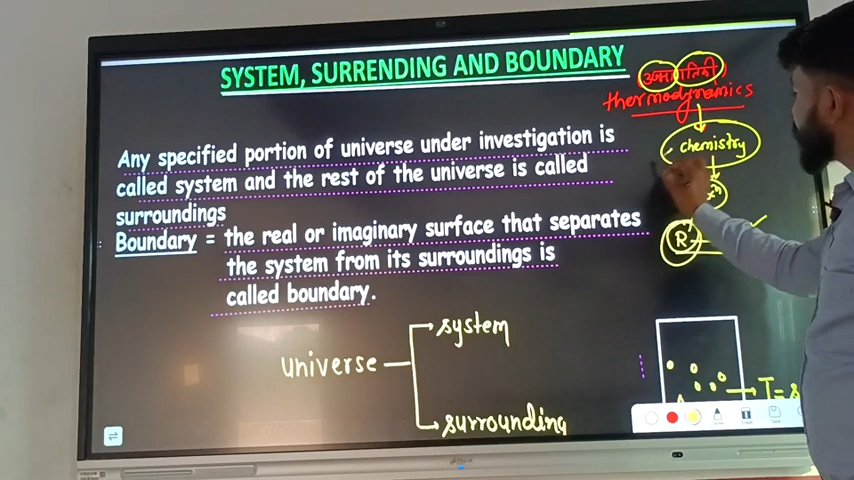 SYSTEM, SURRENDING AND BOUNDARY
(ऊष्मागतिकी)
thermodynamics
chemistry
Any specified portion of universe under investigation is
called system and the rest of the universe is called
surroundings
Boundary = the real or imaginary surface that separates
the system from its surroundings is
called boundary.
R
universe
system
surrounding
T=